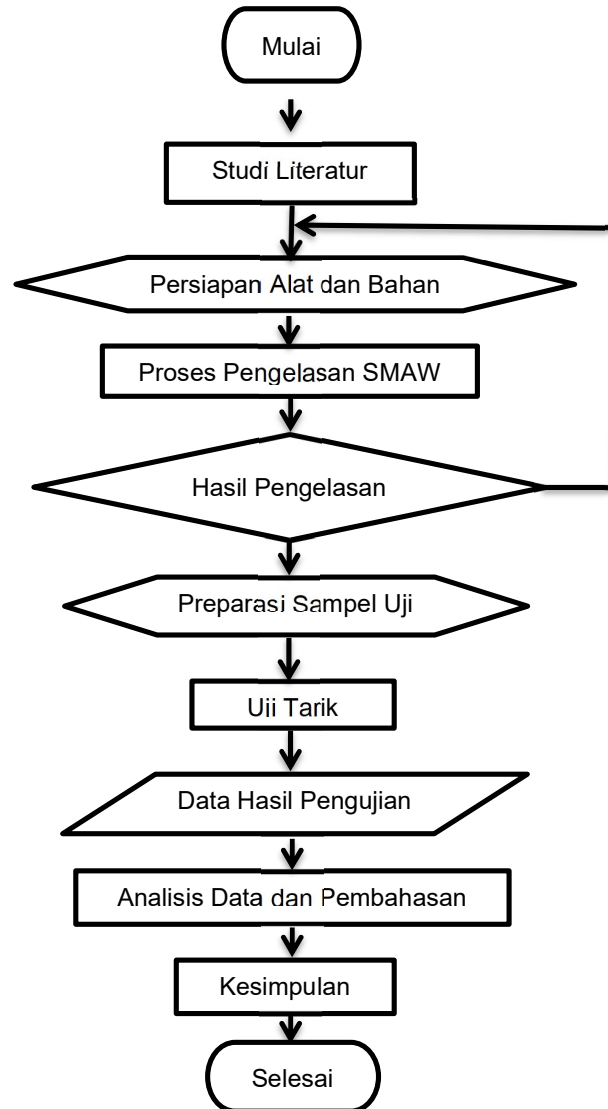 Mulai
Studi Literatur
Persiapan Alat dan Bahan
Proses Pengelasan SMAW
Hasil Pengelasan
Preparasi Sampel Uji
Uji Tarik
Data Hasil Pengujian
Analisis Data dan Pembahasan
Kesimpulan
Selesai